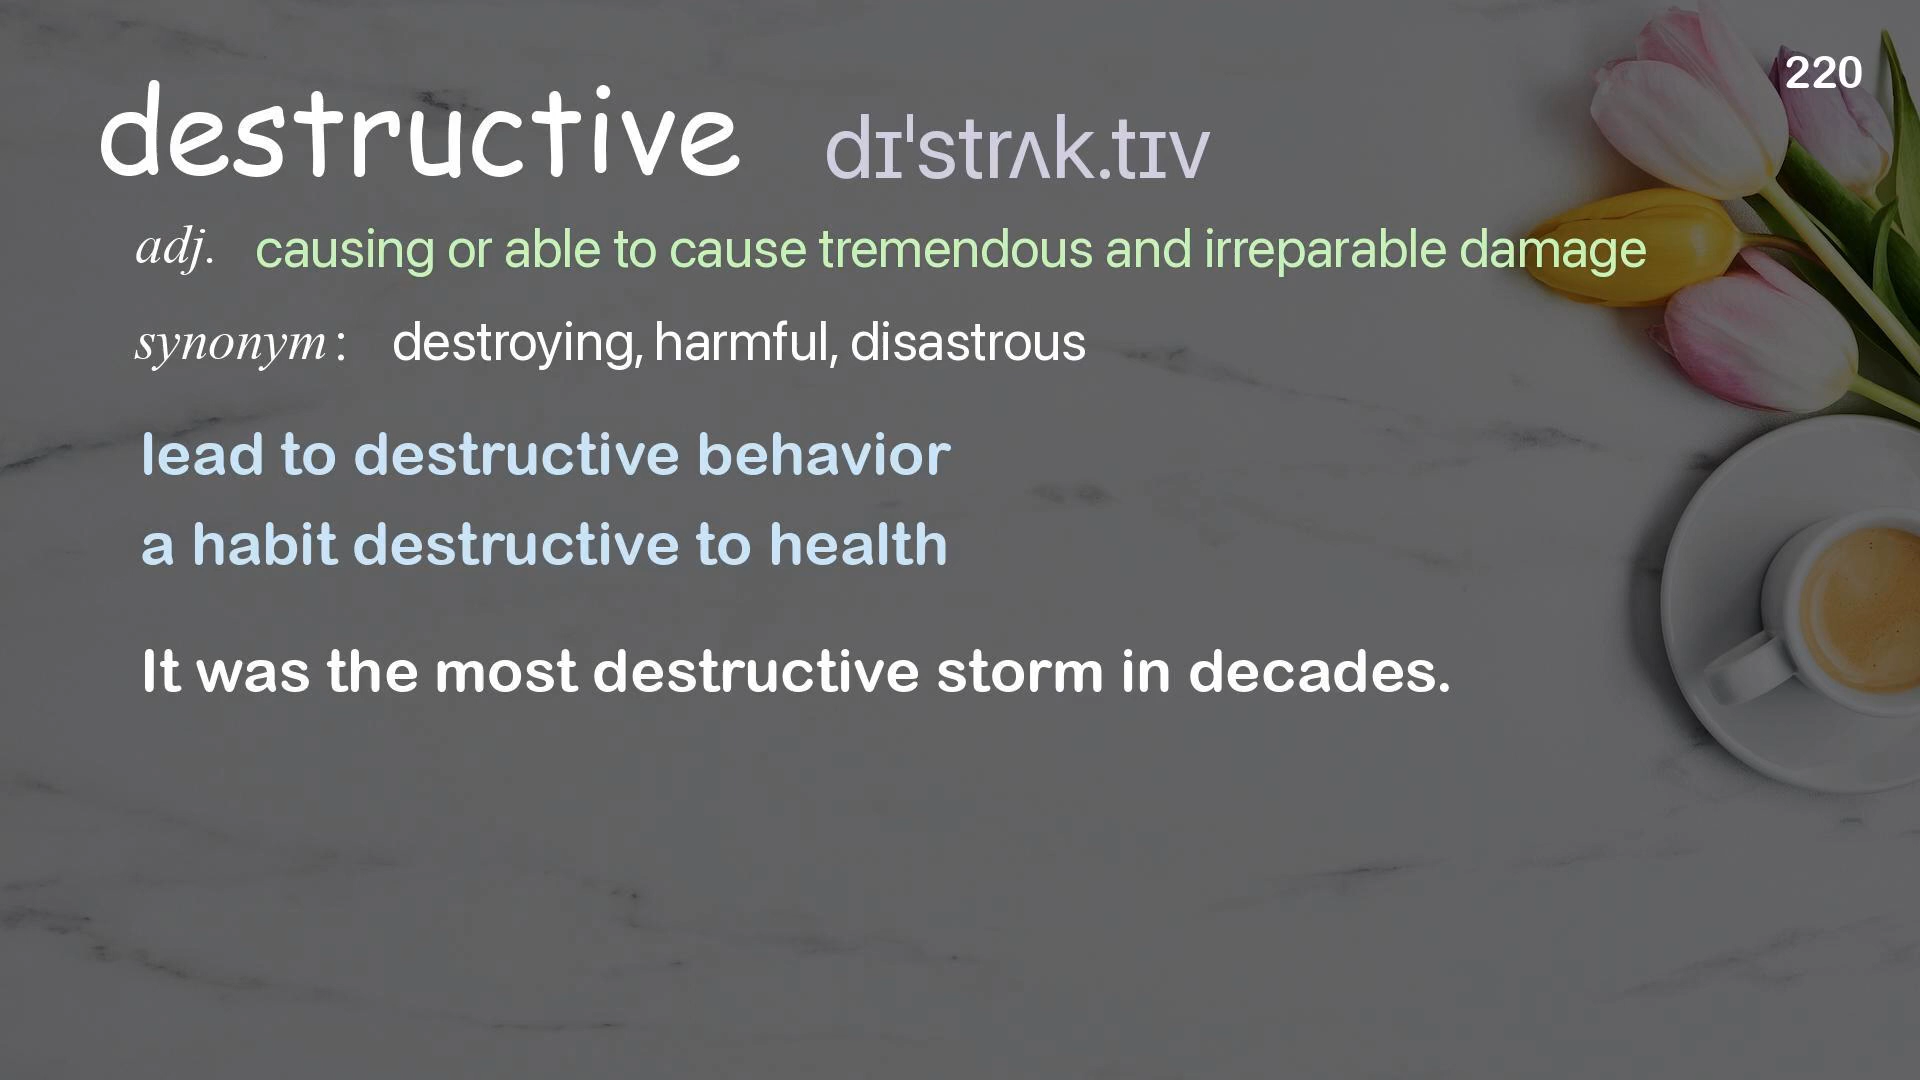 220
destructive dɪˈstrʌk.tɪv
adj. causing or able to cause tremendous and irreparable damage
synonym: destroying, harmful, disastrous
lead to destructive behavior
a habit destructive to health
It was the most destructive storm in decades.